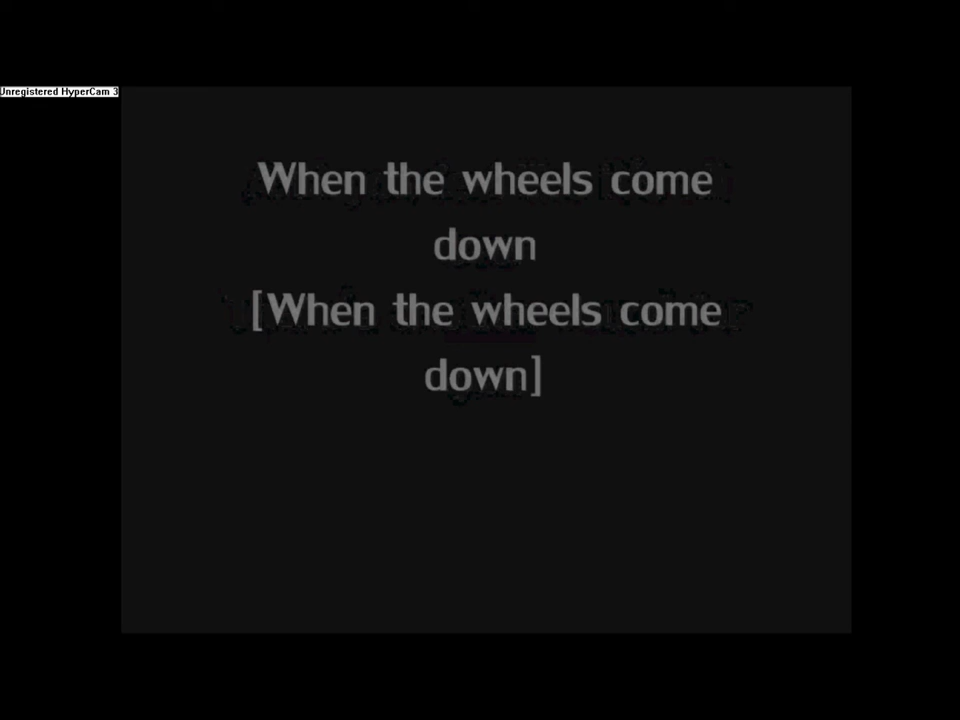 Unregistered HyperCam 3
When the wheels come
down
[When the wheels come
down]